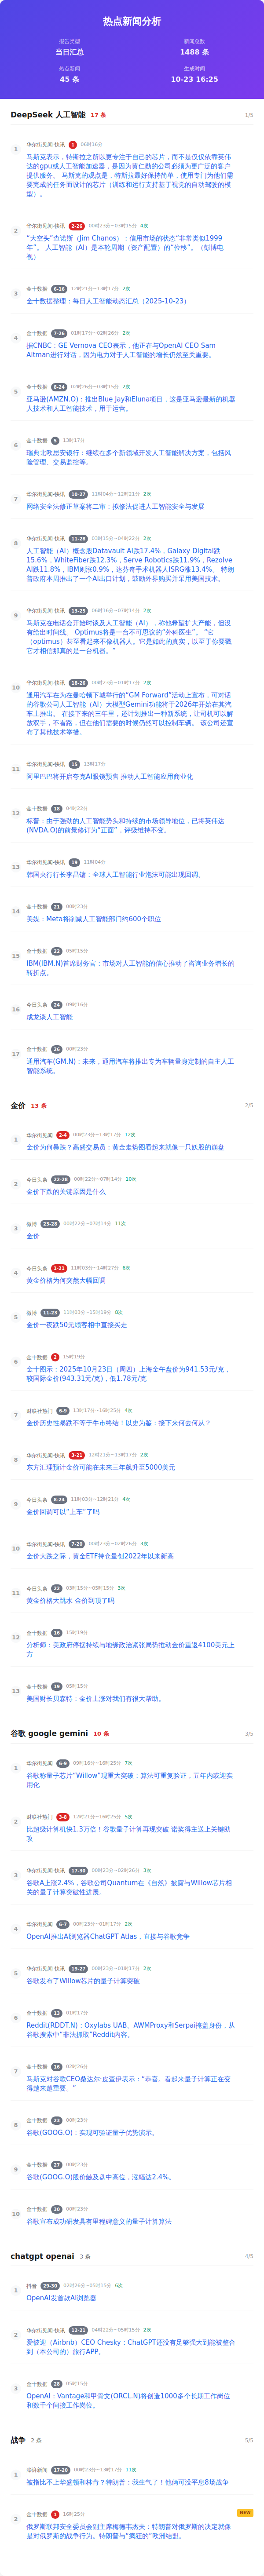 热点新闻分析
报告类型
新闻总数
当日汇总
1488 条
热点新闻
生成时间
45 条
10-23 16:25
DeepSeek 人工智能 17 条 1/5
1
华尔街见闻-快讯 1 06时26分
马斯克表示，特斯拉之所以更专注于自己的芯片，而不是仅仅依靠英伟
达的gpu或人工智能加速器，是因为黄仁勋的公司必须为更广泛的客户
提供服务。 马斯克的观点是，特斯拉最好保持简单，使用专门为他们需
要完成的任务而设计的芯片（训练和运行支持基于视觉的自动驾驶的模
型）。
2
华尔街见闻-快讯 2-26 00时23分~03时15分 4次
“大空头”查诺斯（Jim Chanos）：信用市场的状态“非常类似1999
年”。 人工智能（AI）是本轮周期（资产配置）的“位移”。（彭博电
视）
3
金十数据 6-16 12时21分~13时17分 2次
金十数据整理：每日人工智能动态汇总（2025-10-23）
4
金十数据 7-26 01时17分~02时26分 2次
据CNBC：GE Vernova CEO表示，他正在与OpenAI CEO Sam
Altman进行对话，因为电力对于人工智能的增长仍然至关重要。
5
金十数据 8-24 02时26分~03时15分 2次
亚马逊(AMZN.O)：推出Blue Jay和Eluna项目，这是亚马逊最新的机器
人技术和人工智能技术，用于运营。
6
金十数据 9 13时17分
瑞典北欧思安银行：继续在多个新领域开发人工智能解决方案，包括风
险管理、交易监控等。
7
华尔街见闻-快讯 10-27 11时04分~12时21分 2次
网络安全法修正草案将二审：拟修法促进人工智能安全与发展
8
华尔街见闻-快讯 11-28 03时15分~04时22分 2次
人工智能（AI）概念股Datavault AI跌17.4%，Galaxy Digital跌
15.6%，WhiteFiber跌12.3%，Serve Robotics跌11.9%，Rezolve
AI跌11.8%，IBM则涨0.9%，达芬奇手术机器人ISRG涨13.4%。 特朗
普政府本周推出了一个AI出口计划，鼓励外界购买并采用美国技术。
9
华尔街见闻-快讯 13-25 06时16分~07时14分 2次
马斯克在电话会开始时谈及人工智能（AI），称他希望扩大产能，但没
有给出时间线。 Optimis将是一台不可思议的“外科医生”。 “它
（optimus）甚至看起来不像机器人。它是如此的真实，以至于你要戳
它才相信那真的是一台机器。”
10
华尔街见闻-快讯 18-26 00时23分~01时17分 2次
通用汽车在为在曼哈顿下城举行的“GM Forward”活动上宣布，可对话
的谷歌公司人工智能（AI）大模型Gemini功能将于2026年开始在其汽
车上推出。 在接下来的三年里，还计划推出一种新系统，让司机可以解
放双手，不看路，但在他们需要的时候仍然可以控制车辆。 该公司还宣
布了其他技术举措。
11
华尔街见闻-快讯 15 13时17分
阿里巴巴将开启夸克AI眼镜预售 推动人工智能应用商业化
12
金十数据 18 04时22分
标普：由于强劲的人工智能势头和持续的市场领导地位，已将英伟达
(NVDA.O)的前景修订为“正面”，评级维持不变。
13
华尔街见闻-快讯 19 11时04分
韩国央行行长李昌镛：全球人工智能行业泡沫可能出现回调。
14
金十数据 21 00时23分
美媒：Meta将削减人工智能部门约600个职位
15
金十数据 22 05时15分
IBM(IBM.N)首席财务官：市场对人工智能的信心推动了咨询业务增长的
转折点。
16
今日头条 24 09时16分
成龙谈人工智能
17
金十数据 26 00时23分
通用汽车(GM.N)：未来，通用汽车将推出专为车辆量身定制的自主人工
智能系统。
金价 13 条 2/5
1
华尔街见闻 2-4 00时23分~13时17分 12次
金价为何暴跌？高盛交易员：黄金走势图看起来就像一只妖股的崩盘
2
今日头条 22-28 00时22分~07时14分 10次
金价下跌的关键原因是什么
3
微博 23-28 00时22分~07时14分 11次
金价
4
今日头条 1-21 11时03分~14时27分 6次
黄金价格为何突然大幅回调
5
微博 11-23 11时03分~15时19分 8次
金价一夜跌50元顾客相中直接买走
6
金十数据 2 15时19分
金十图示：2025年10月23日（周四）上海金午盘价为941.53元/克，
较国际金价(943.31元/克)，低1.78元/克
7
财联社热门 6-9 13时17分~16时25分 4次
金价历史性暴跌不等于牛市终结！以史为鉴：接下来何去何从？
8
华尔街见闻-快讯 3-21 12时21分~13时17分 2次
东方汇理预计金价可能在未来三年飙升至5000美元
9
今日头条 8-24 11时03分~12时21分 4次
金价回调可以“上车”了吗
10
华尔街见闻-快讯 7-20 00时23分~02时26分 3次
金价大跌之际，黄金ETF持仓量创2022年以来新高
11
今日头条 22 03时15分~05时15分 3次
黄金价格大跳水 金价到顶了吗
12
金十数据 16 15时19分
分析师：美政府停摆持续与地缘政治紧张局势推动金价重返4100美元上
方
13
金十数据 19 05时15分
美国财长贝森特：金价上涨对我们有很大帮助。
谷歌 google gemini 10 条 3/5
1
华尔街见闻 6-9 09时16分~16时25分 7次
谷歌称量子芯片“Willow”现重大突破：算法可重复验证，五年内或迎实
用化
2
财联社热门 3-8 12时21分~16时25分 5次
比超级计算机快1.3万倍！谷歌量子计算再现突破 诺奖得主送上关键助
攻
3
华尔街见闻-快讯 17-30 00时23分~02时26分 3次
谷歌A上涨2.4%，谷歌公司Quantum在《自然》披露与Willow芯片相
关的量子计算突破性进展。
4
华尔街见闻 6-7 00时23分~01时17分 2次
OpenAI推出AI浏览器ChatGPT Atlas，直接与谷歌竞争
5
华尔街见闻-快讯 19-27 00时23分~01时17分 2次
谷歌发布了Willow芯片的量子计算突破
6
金十数据 13 01时17分
Reddit(RDDT.N)：Oxylabs UAB、AWMProxy和Serpai掩盖身份，从
谷歌搜索中“非法抓取”Reddit内容。
7
金十数据 16 02时26分
马斯克对谷歌CEO桑达尔·皮查伊表示：“恭喜。看起来量子计算正在变
得越来越重要。”
8
金十数据 23 00时23分
谷歌(GOOG.O)：实现可验证量子优势演示。
9
金十数据 27 00时23分
谷歌(GOOG.O)股价触及盘中高位，涨幅达2.4%。
10
金十数据 30 00时23分
谷歌宣布成功研发具有里程碑意义的量子计算算法
chatgpt openai 3 条 4/5
1
抖音 29-30 02时26分~05时15分 6次
OpenAI发首款AI浏览器
2
华尔街见闻-快讯 12-21 04时22分~05时15分 2次
爱彼迎（Airbnb）CEO Chesky：ChatGPT还没有足够强大到能被整合
到（本公司的）旅行APP。
3
金十数据 28 05时15分
OpenAI：Vantage和甲骨文(ORCL.N)将创造1000多个长期工作岗位
和数千个间接工作岗位。
战争 2 条 5/5
1
澎湃新闻 17-20 00时23分~13时17分 11次
被指比不上华盛顿和林肯？特朗普：我生气了！他俩可没平息8场战争
NEW
2
金十数据 1 16时25分
俄罗斯联邦安全委员会副主席梅德韦杰夫：特朗普对俄罗斯的决定就像
是对俄罗斯的战争行为。特朗普与“疯狂的”欧洲结盟。